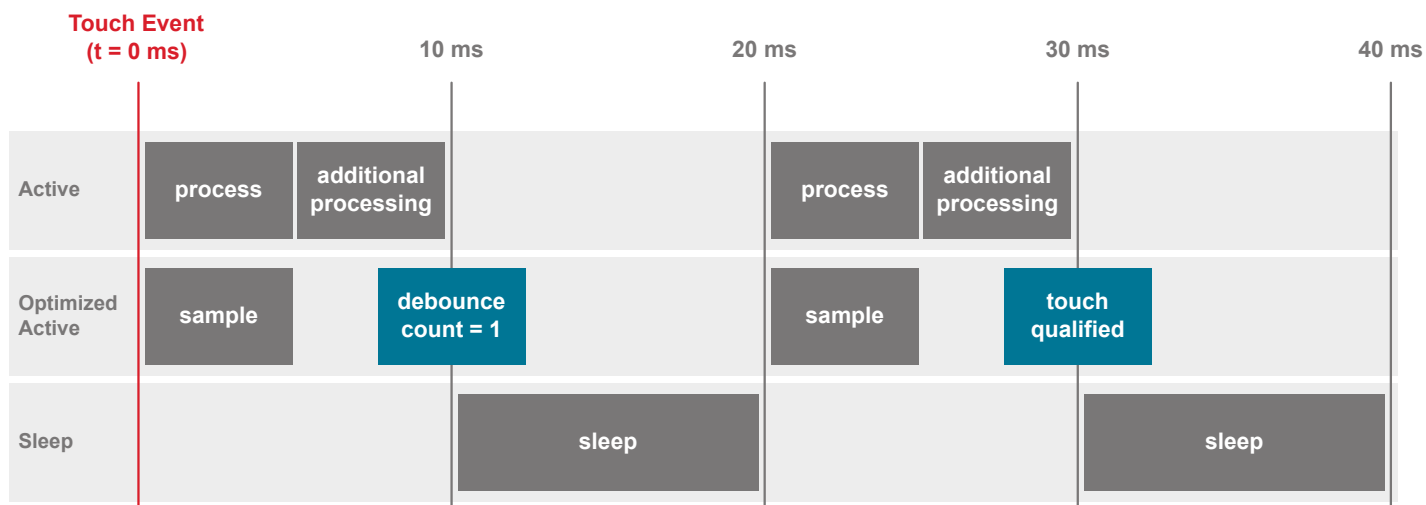 Touch Event
(t = 0 ms)
10 ms
20 ms
30 ms
40 ms
Active
process
additional
processing
process
additional
processing
Optimized
Active
sample
debounce
count = 1
sample
touch
qualified
Sleep
sleep
sleep